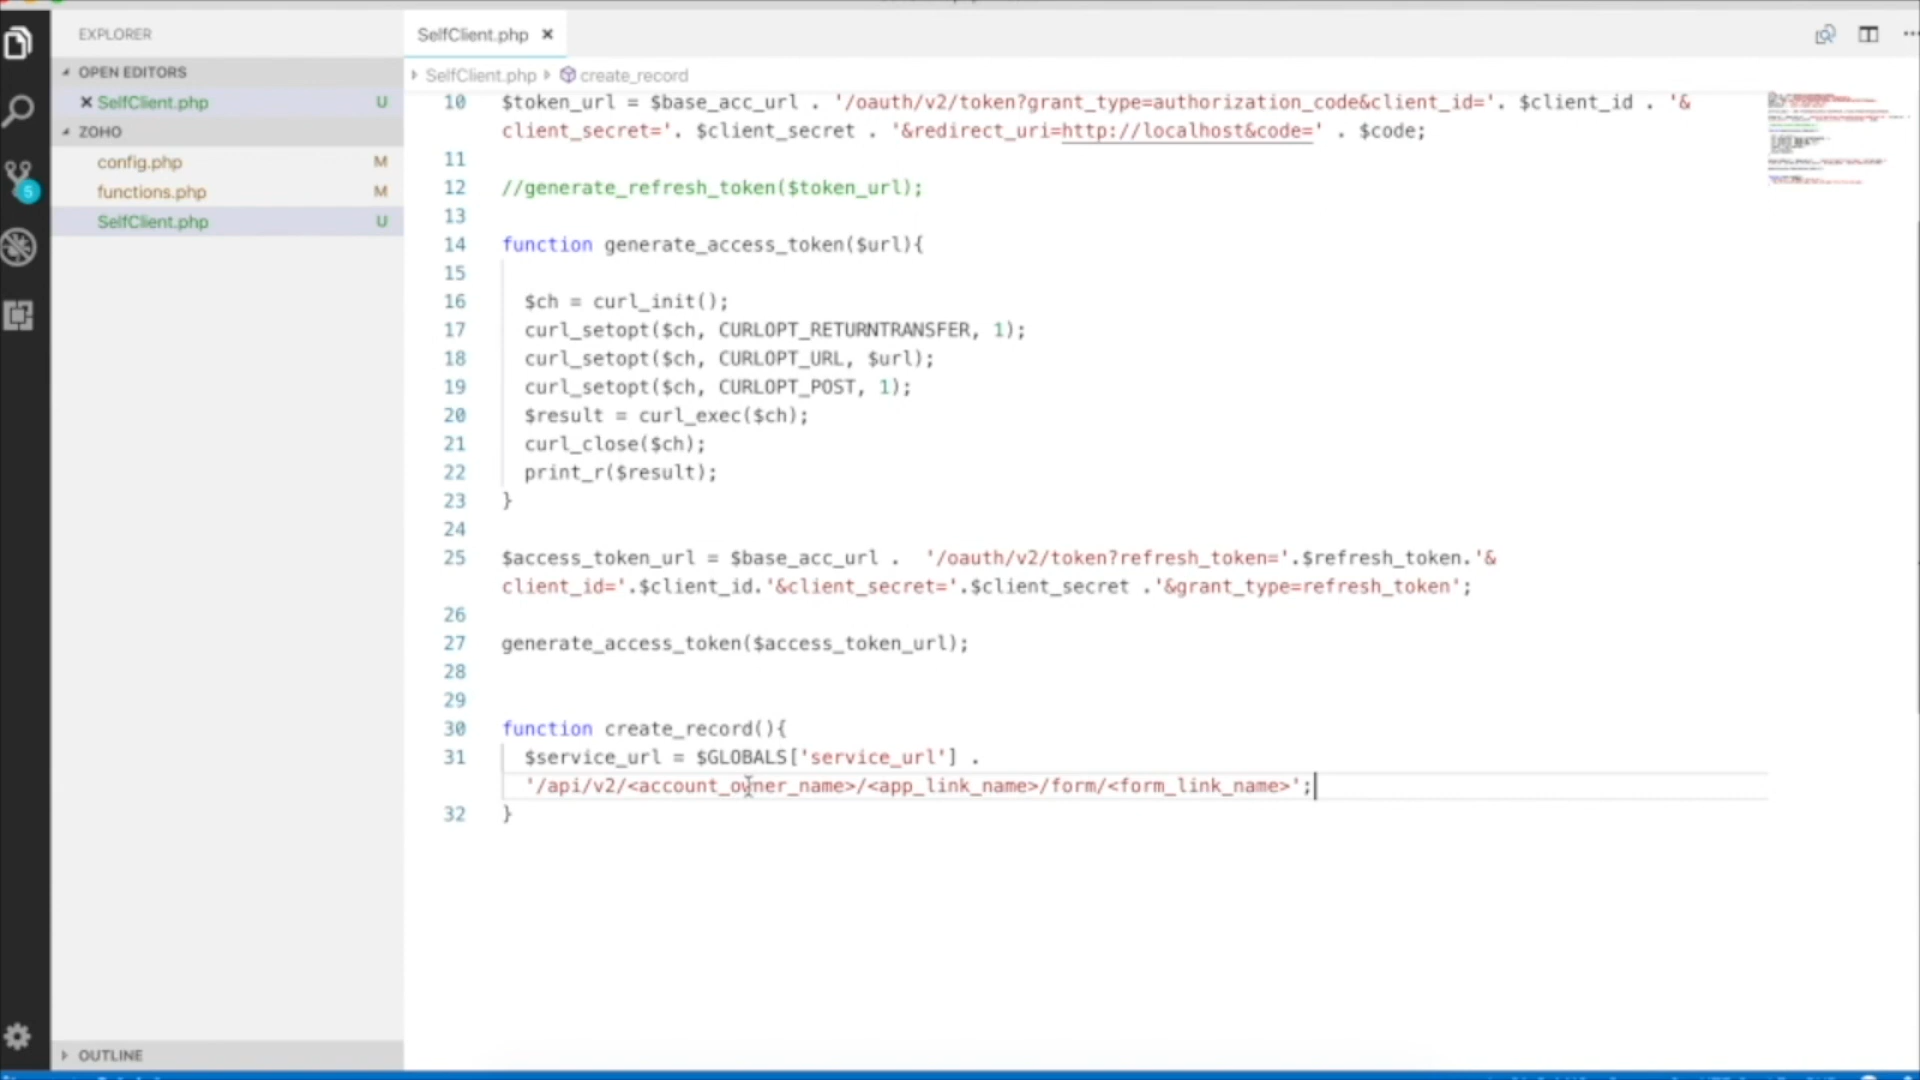 EXPLORER
OPEN EDITORS
SelfClient.php U
ZOHO
config.php M
functions.php M
SelfClient.php U
5
OUTLINE
SelfClient.php
SelfClient.php create_record
10 $token_url = $base_acc_url . '/oauth/v2/token?grant_type=authorization_code&client_id='. $client_id . '&
client_secret='. $client_secret . '&redirect_uri=http://localhost&code=' . $code;
11
12 //generate_refresh_token($token_url);
13
14 function generate_access_token($url){
15
16 $ch = curl_init();
17 curl_setopt($ch, CURLOPT_RETURNTRANSFER, 1);
18 curl_setopt($ch, CURLOPT_URL, $url);
19 curl_setopt($ch, CURLOPT_POST, 1);
20 $result = curl_exec($ch);
21 curl_close($ch);
22 print_r($result);
23 }
24
25 $access_token_url = $base_acc_url .  '/oauth/v2/token?refresh_token='.$refresh_token.'&
client_id='.$client_id.'&client_secret='.$client_secret .'&grant_type=refresh_token';
26
27 generate_access_token($access_token_url);
28
29
30 function create_record(){
31 $service_url = $GLOBALS['service_url'] .
'/api/v2/<account_owner_name>/<app_link_name>/form/<form_link_name>';
32 }